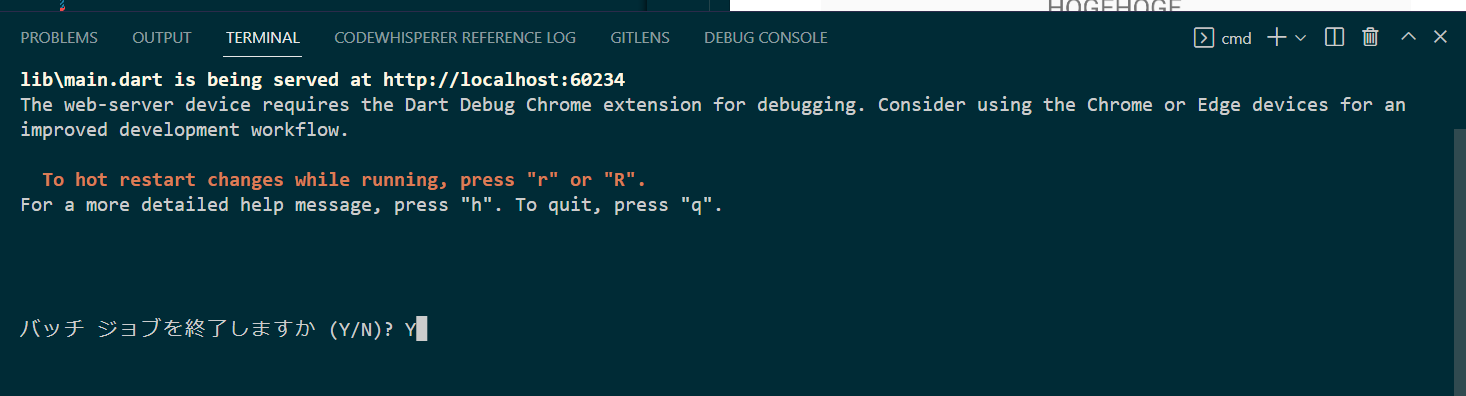 HOGEHOGE
PROBLEMS OUTPUT TERMINAL CODEWHISPERER REFERENCE LOG GITLENS DEBUG CONSOLE cmd
lib\main.dart is being served at http://localhost:60234
The web-server device requires the Dart Debug Chrome extension for debugging. Consider using the Chrome or Edge devices for an
improved development workflow.
To hot restart changes while running, press "r" or "R".
For a more detailed help message, press "h". To quit, press "q".
バッチ ジョブを終了しますか (Y/N)? Y